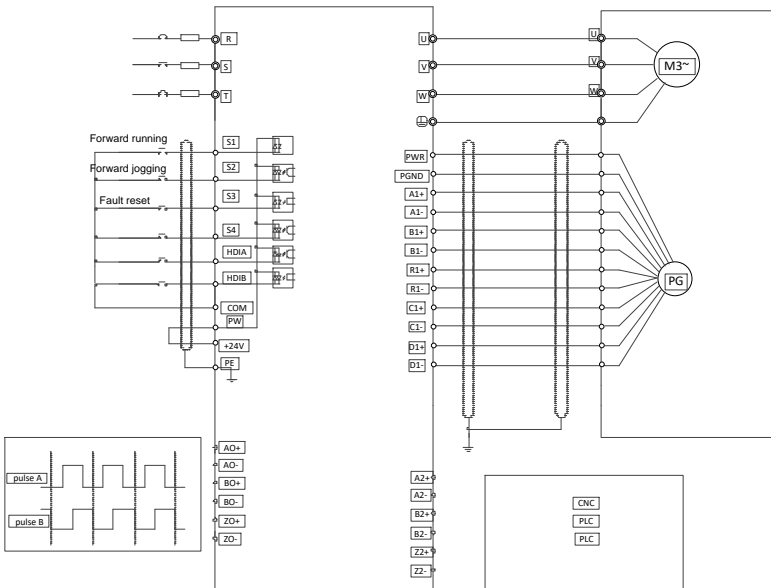 R
S
T
Forward running
S1
Forward jogging
S2
Fault reset
S3
S4
HDIA
HDIB
COM
PW
+24V
PE
U
V
W
U
V
W
M3~
PWR
PGND
A1+
A1-
B1+
B1-
R1+
R1-
C1+
C1-
D1+
D1-
PG
pulse A
pulse B
AO+
AO-
BO+
BO-
ZO+
ZO-
A2+
A2-
B2+
B2-
Z2+
Z2-
CNC
PLC
PLC